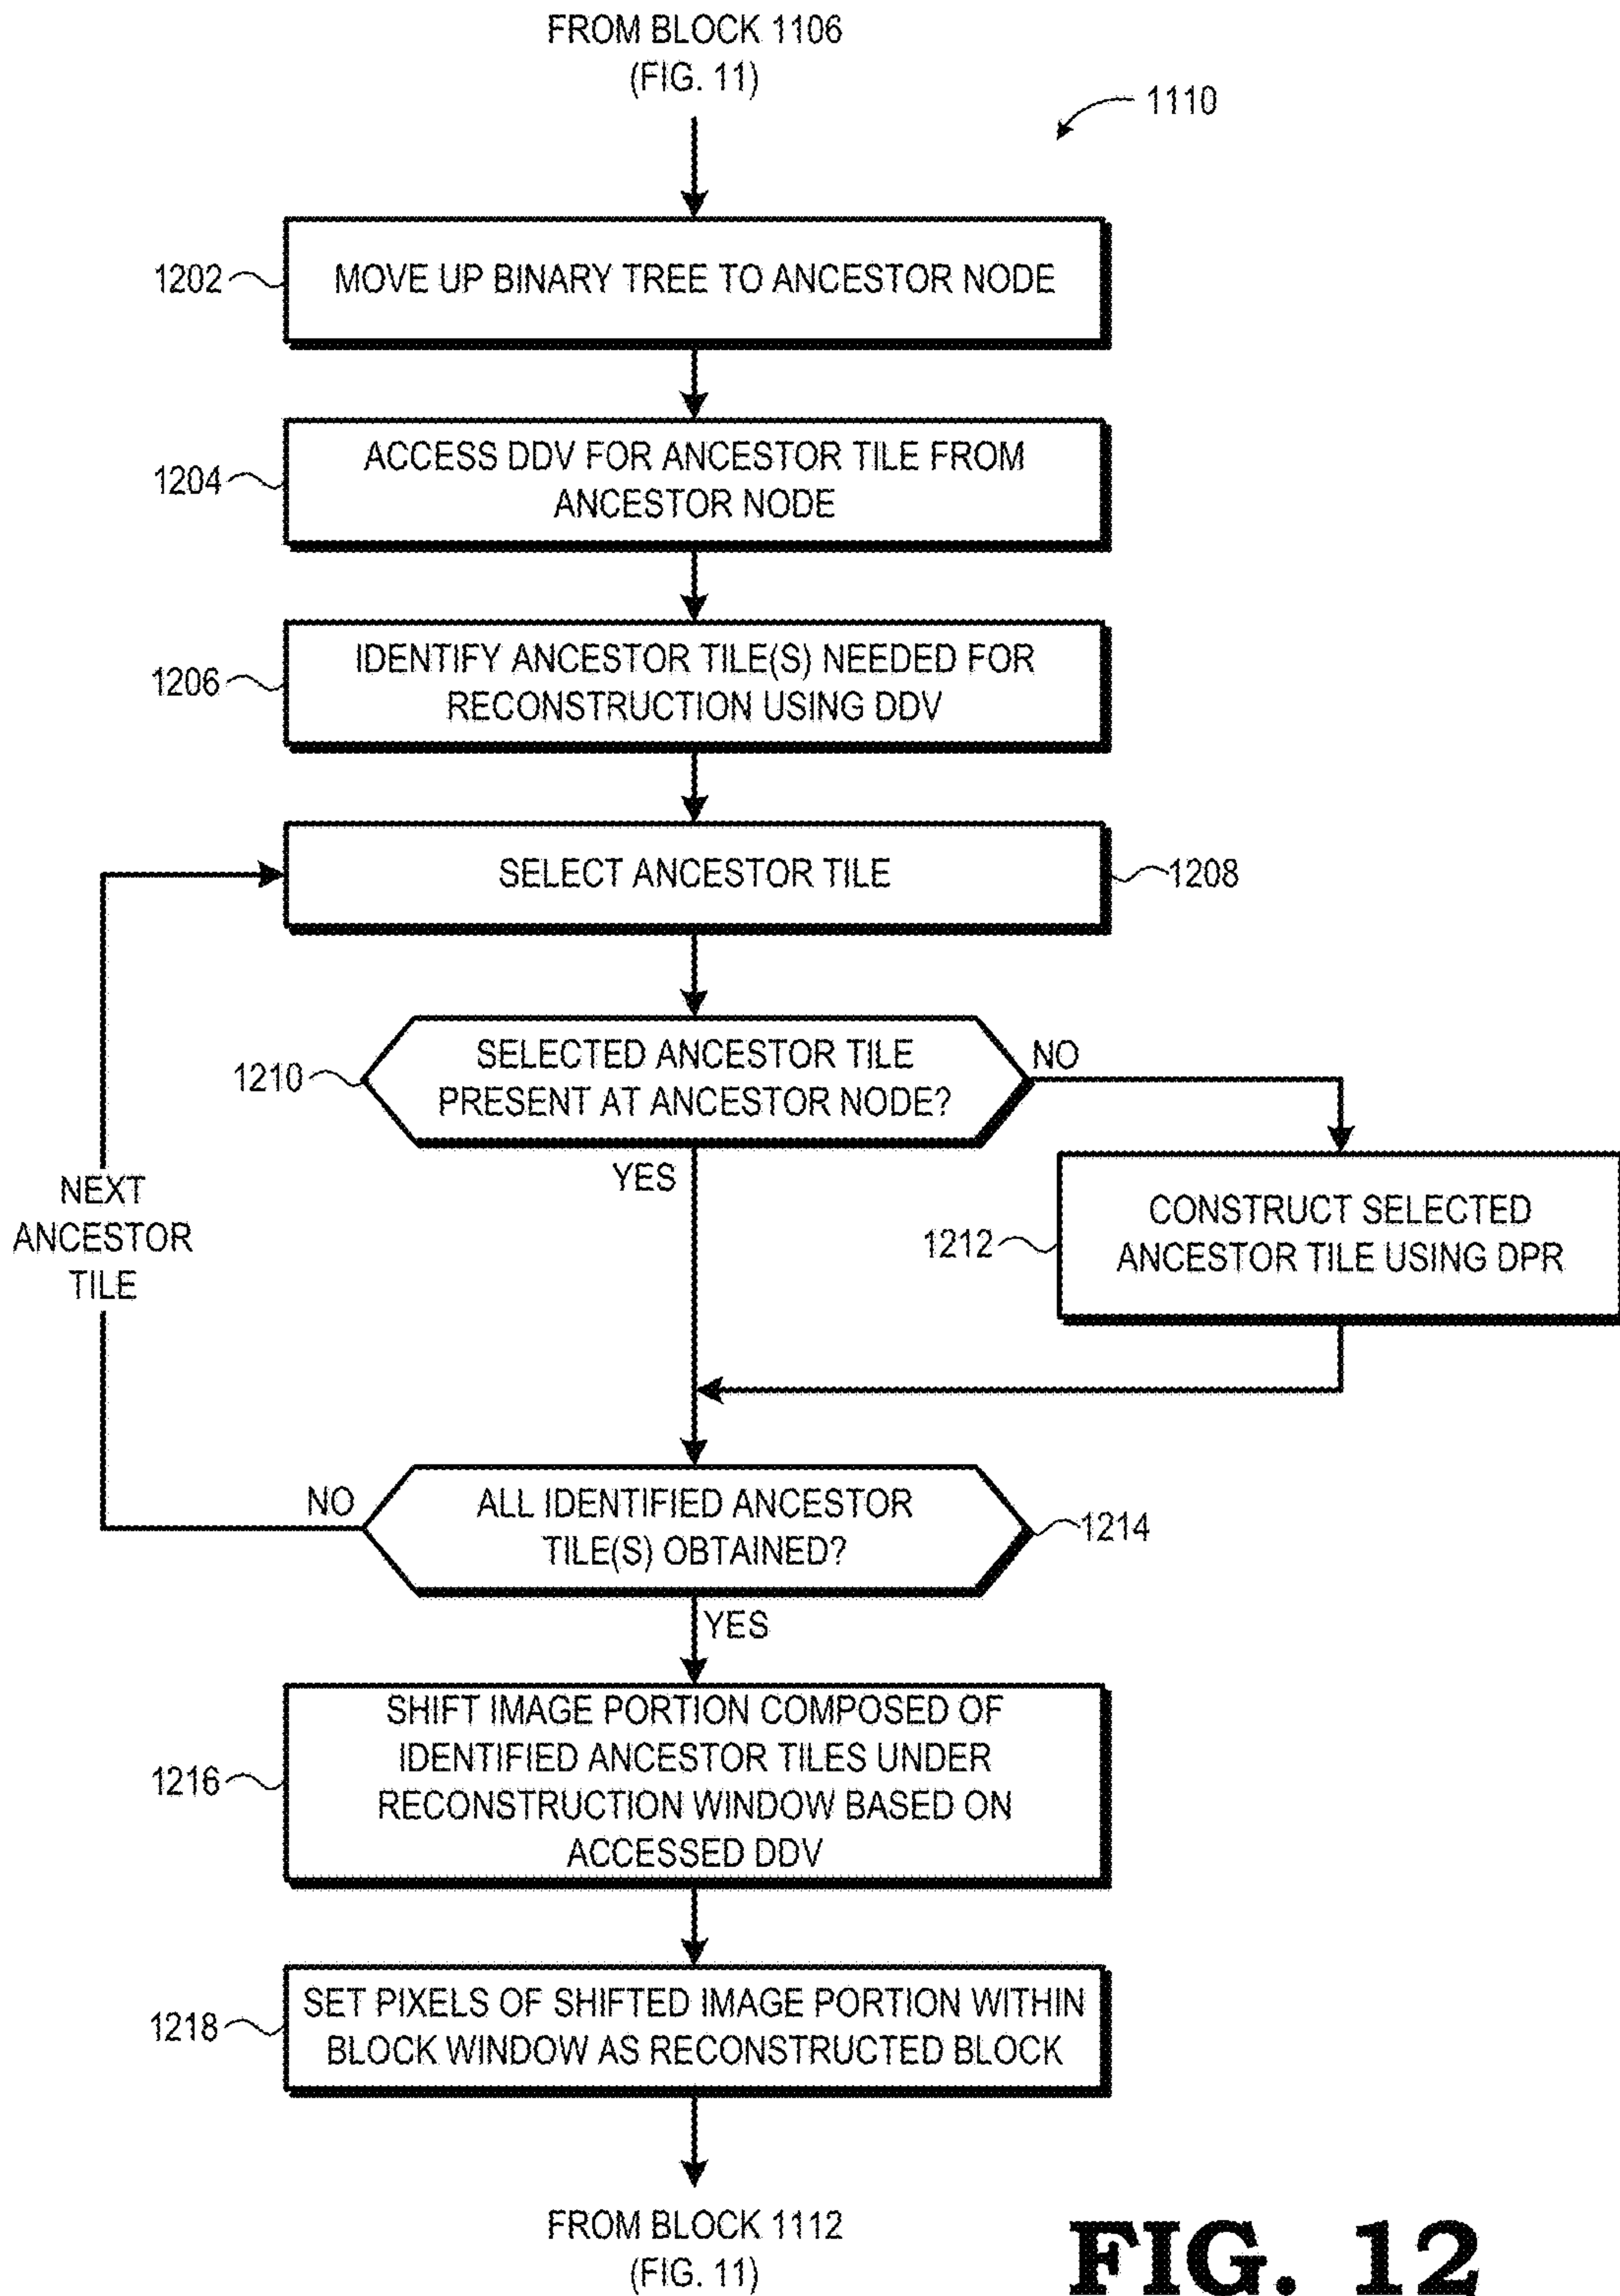 FROM BLOCK 1106
(FIG. 11)
1110
1202
MOVE UP BINARY TREE TO ANCESTOR NODE
1204
ACCESS DDV FOR ANCESTOR TILE FROM
ANCESTOR NODE
1206
IDENTIFY ANCESTOR TILE(S) NEEDED FOR
RECONSTRUCTION USING DDV
SELECT ANCESTOR TILE
1208
1210
SELECTED ANCESTOR TILE
PRESENT AT ANCESTOR NODE?
NO
YES
NEXT
ANCESTOR
TILE
1212
CONSTRUCT SELECTED
ANCESTOR TILE USING DPR
NO
ALL IDENTIFIED ANCESTOR
TILE(S) OBTAINED?
1214
YES
1216
SHIFT IMAGE PORTION COMPOSED OF
IDENTIFIED ANCESTOR TILES UNDER
RECONSTRUCTION WINDOW BASED ON
ACCESSED DDV
1218
SET PIXELS OF SHIFTED IMAGE PORTION WITHIN
BLOCK WINDOW AS RECONSTRUCTED BLOCK
FROM BLOCK 1112
(FIG. 11)
FIG. 12